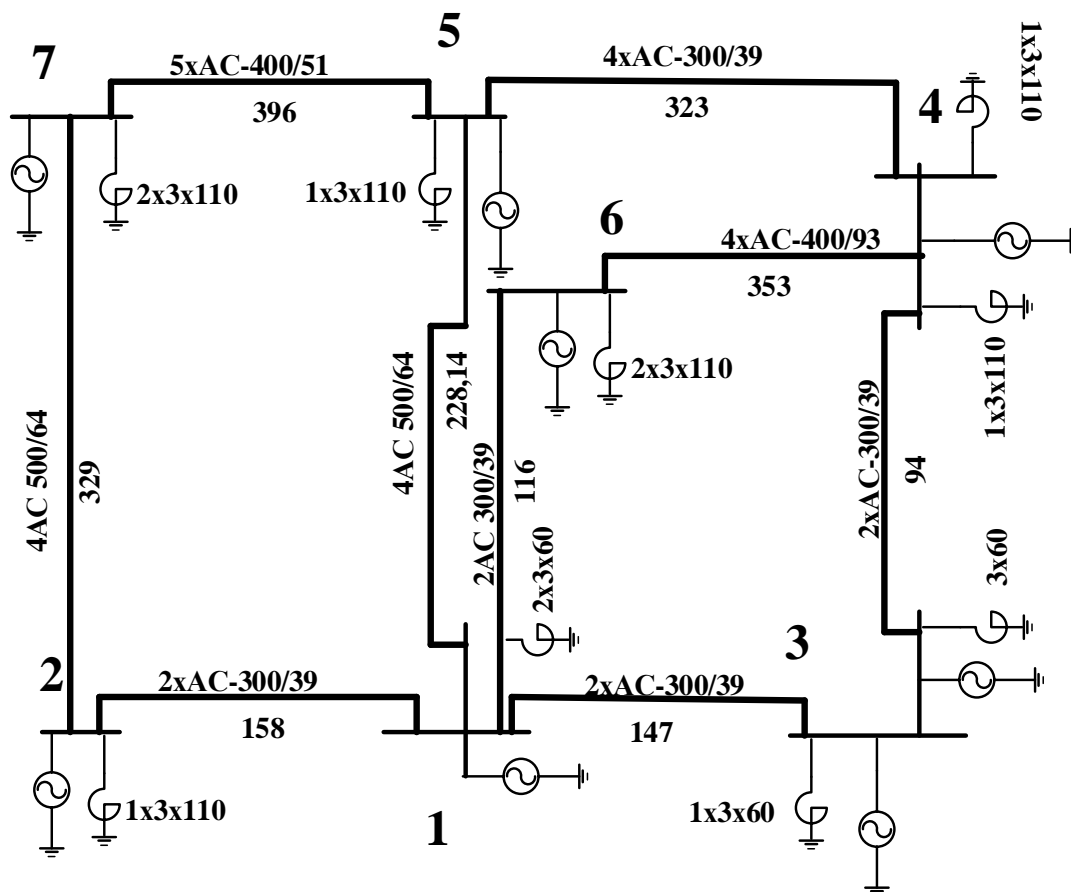 5
7
5xAC-400/51
396
4xAC-300/39
323
4
1x3x110
2x3x110
1x3x110
6
4xAC-400/93
353
2x3x110
1x3x110
4AC 500/64
329
4AC 500/64
228,14
2AC 300/39
116
2xAC-300/39
94
2x3x60
3x60
3
2
2xAC-300/39
158
2xAC-300/39
147
1x3x110
1
1x3x60